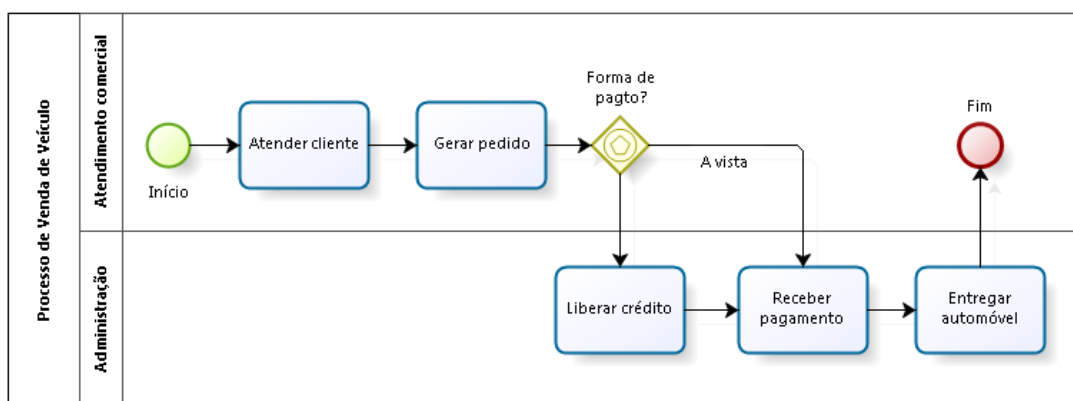 Processo de Venda de Veículo
Atendimento comercial
Início
Atender cliente
Gerar pedido
Forma de
pagto?
A vista
Fim
Administração
Liberar crédito
Receber
pagamento
Entregar
automóvel